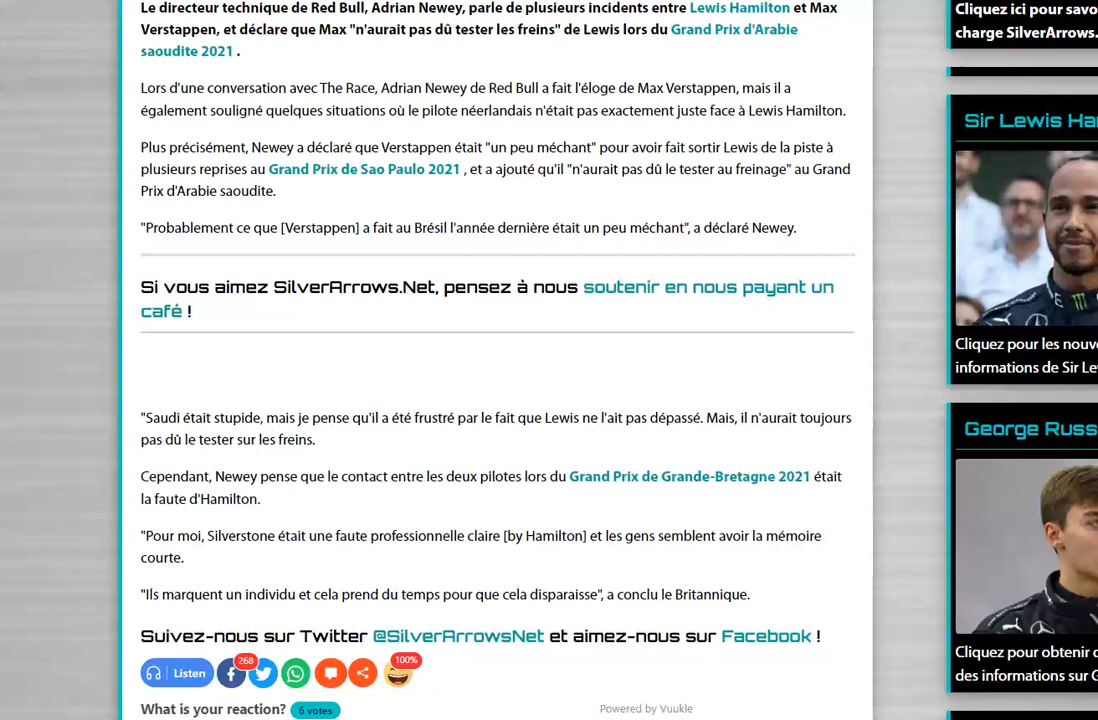 Le directeur technique de Red Bull, Adrian Newey, parle de plusieurs incidents entre Lewis Hamilton et Max
Verstappen, et déclare que Max "n'aurait pas dû tester les freins" de Lewis lors du Grand Prix d'Arabie
saoudite 2021 .
Lors d'une conversation avec The Race, Adrian Newey de Red Bull a fait l'éloge de Max Verstappen, mais il a
également souligné quelques situations où le pilote néerlandais n'était pas exactement juste face à Lewis Hamilton.
Plus précisément, Newey a déclaré que Verstappen était "un peu méchant" pour avoir fait sortir Lewis de la piste à
plusieurs reprises au Grand Prix de Sao Paulo 2021 , et a ajouté qu'il "n'aurait pas dû le tester au freinage" au Grand
Prix d'Arabie saoudite.
"Probablement ce que [Verstappen] a fait au Brésil l'année dernière était un peu méchant", a déclaré Newey.
Si vous aimez SilverArrows.Net, pensez à nous soutenir en nous payant un
café !
"Saudi était stupide, mais je pense qu'il a été frustré par le fait que Lewis ne l'ait pas dépassé. Mais, il n'aurait toujours
pas dû le tester sur les freins.
Cependant, Newey pense que le contact entre les deux pilotes lors du Grand Prix de Grande-Bretagne 2021 était
la faute d'Hamilton.
"Pour moi, Silverstone était une faute professionnelle claire [by Hamilton] et les gens semblent avoir la mémoire
courte.
"Ils marquent un individu et cela prend du temps pour que cela disparaisse", a conclu le Britannique.
Suivez-nous sur Twitter @SilverArrowsNet et aimez-nous sur Facebook !
Listen 268 100%
What is your reaction? 6 votes Powered by Vuukle
Cliquez ici pour savo
charge SilverArrows.
Sir Lewis Ha
Cliquez pour les nouv
informations de Sir Le
George Russ
Cliquez pour obtenir
des informations sur G